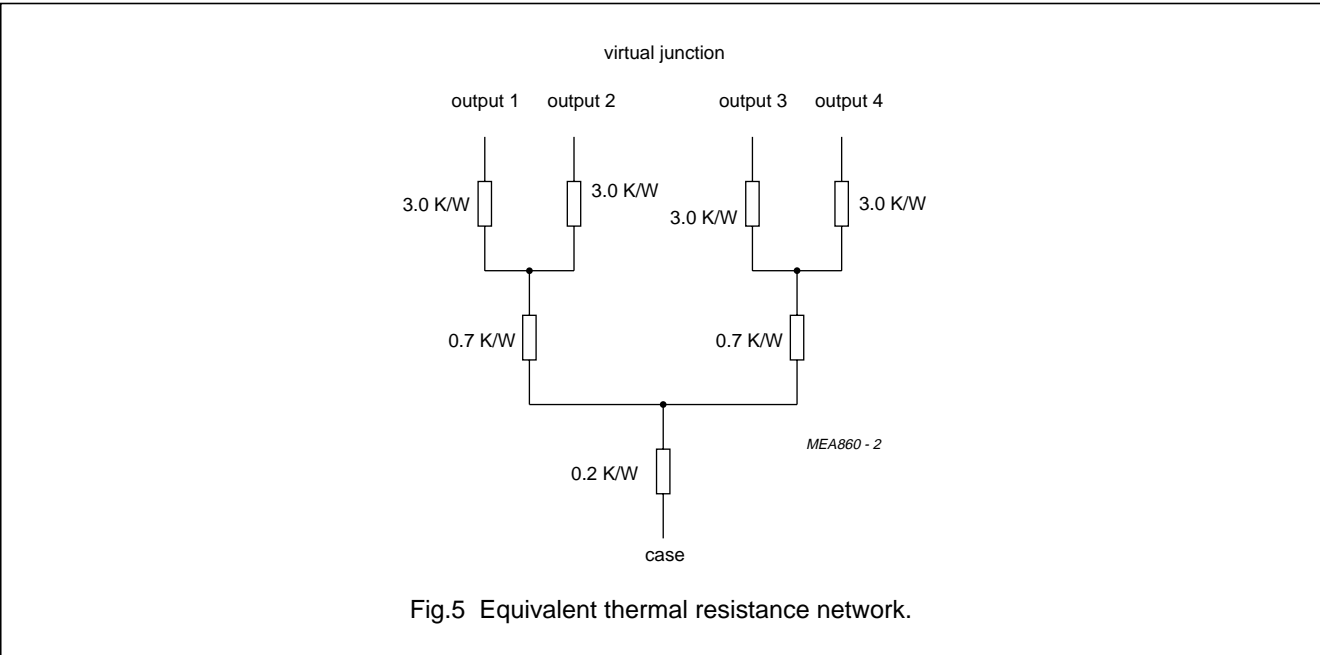 virtual junction
output 1 output 2 output 3 output 4
3.0 K/W 3.0 K/W 3.0 K/W 3.0 K/W
0.7 K/W 0.7 K/W
MEA860 - 2
0.2 K/W
case
Fig.5 Equivalent thermal resistance network.